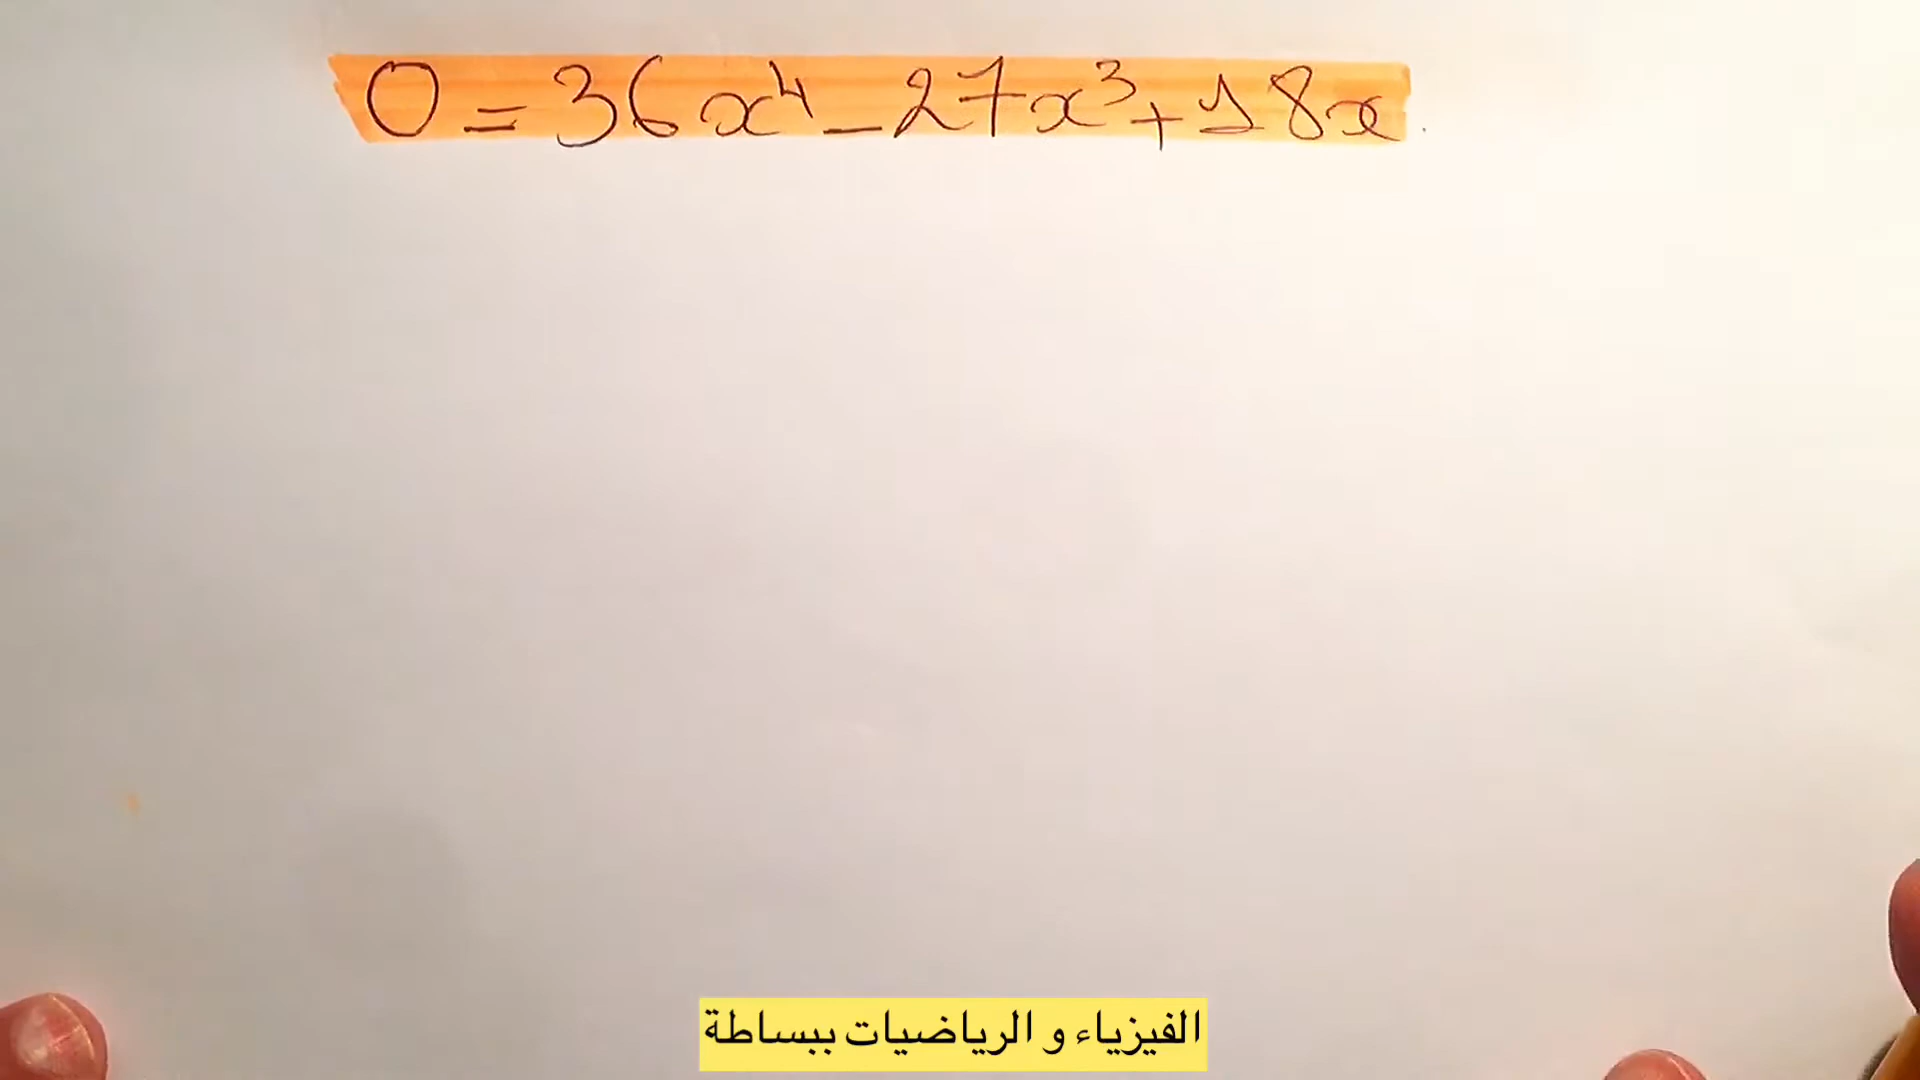 0 = 36x⁴ - 27x³ + 18x
الفيزياء و الرياضيات ببساطة